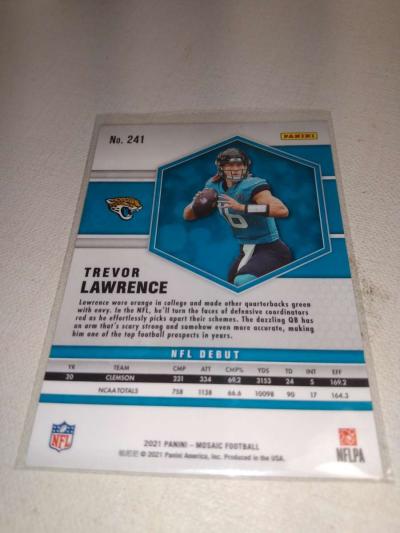 No. 241
PANINI
16
TREVOR
LAWRENCE
Lawrence wore orange in college and made other quarterbacks green
with envy. In the NFL, he'll turn the faces of defensive coordinators
red as he effortlessly picks apart their schemes. The dazzling QB has
an arm that's scary strong and somehow even more accurate, making
him one of the top football prospects in years.
NFL DEBUT
YR TEAM CMP ATT CMP% YDS TD INT EFF
20 CLEMSON 231 334 69.2 3153 24 5 169.2
NCAA TOTALS 758 1138 66.6 10098 90 17 164.3
NFL
2021 PANINI – MOSAIC FOOTBALL
© 2021 Panini America, Inc. Produced in the USA.
NFLPA